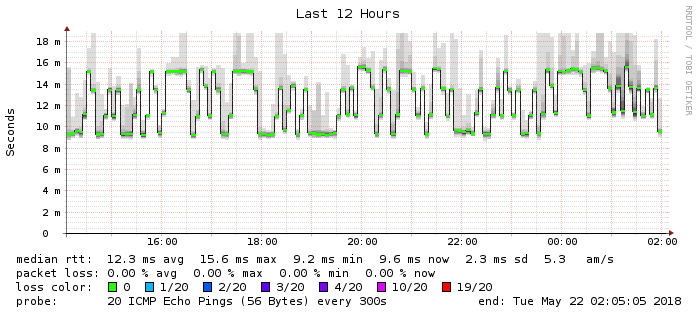 Last 12 Hours
RRDTOOL / TOBI OETIKER
Seconds
18 m
16 m
14 m
12 m
10 m
8 m
6 m
4 m
2 m
0
16:00 18:00 20:00 22:00 00:00 02:00
median rtt: 12.3 ms avg 15.6 ms max 9.2 ms min 9.6 ms now 2.3 ms sd 5.3 am/s
packet loss: 0.00 % avg 0.00 % max 0.00 % min 0.00 % now
loss color: 0 1/20 2/20 3/20 4/20 10/20 19/20
probe: 20 ICMP Echo Pings (56 Bytes) every 300s end: Tue May 22 02:05:05 2018